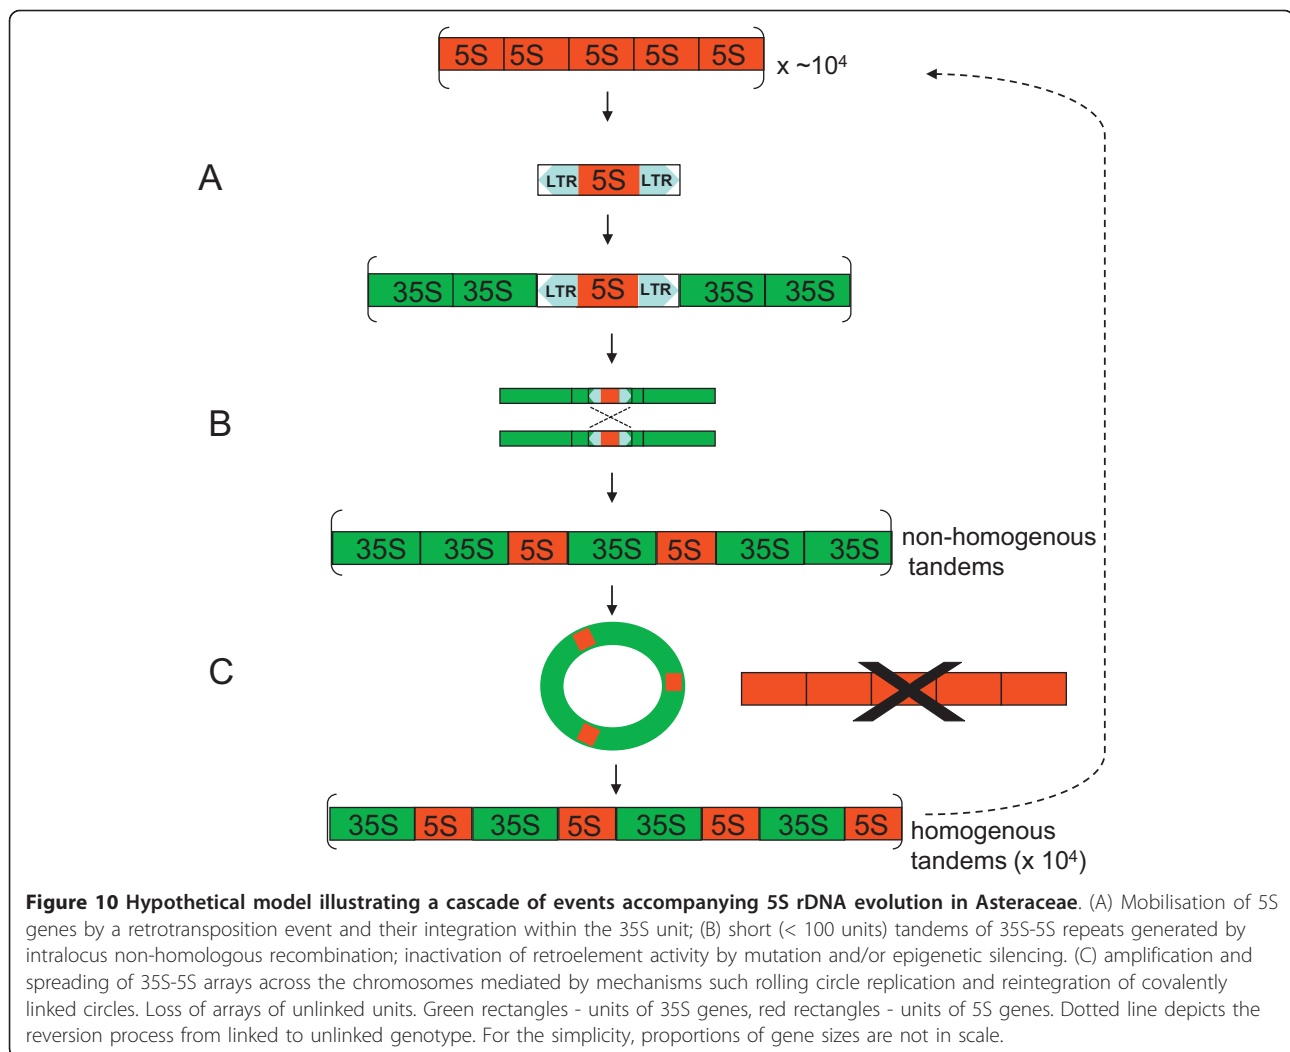 5S 5S 5S 5S 5S x ~10⁴
A
LTR 5S LTR
35S 35S LTR 5S LTR 35S 35S
B
35S 35S 5S 35S 5S 35S 35S
non-homogenous
tandems
C
35S 5S 35S 5S 35S 5S 35S 5S
homogenous
tandems (x 10⁴)
Figure 10 Hypothetical model illustrating a cascade of events accompanying 5S rDNA evolution in Asteraceae. (A) Mobilisation of 5S
genes by a retrotransposition event and their integration within the 35S unit; (B) short (< 100 units) tandems of 35S-5S repeats generated by
intralocus non-homologous recombination; inactivation of retroelement activity by mutation and/or epigenetic silencing. (C) amplification and
spreading of 35S-5S arrays across the chromosomes mediated by mechanisms such rolling circle replication and reintegration of covalently
linked circles. Loss of arrays of unlinked units. Green rectangles - units of 35S genes, red rectangles - units of 5S genes. Dotted line depicts the
reversion process from linked to unlinked genotype. For the simplicity, proportions of gene sizes are not in scale.